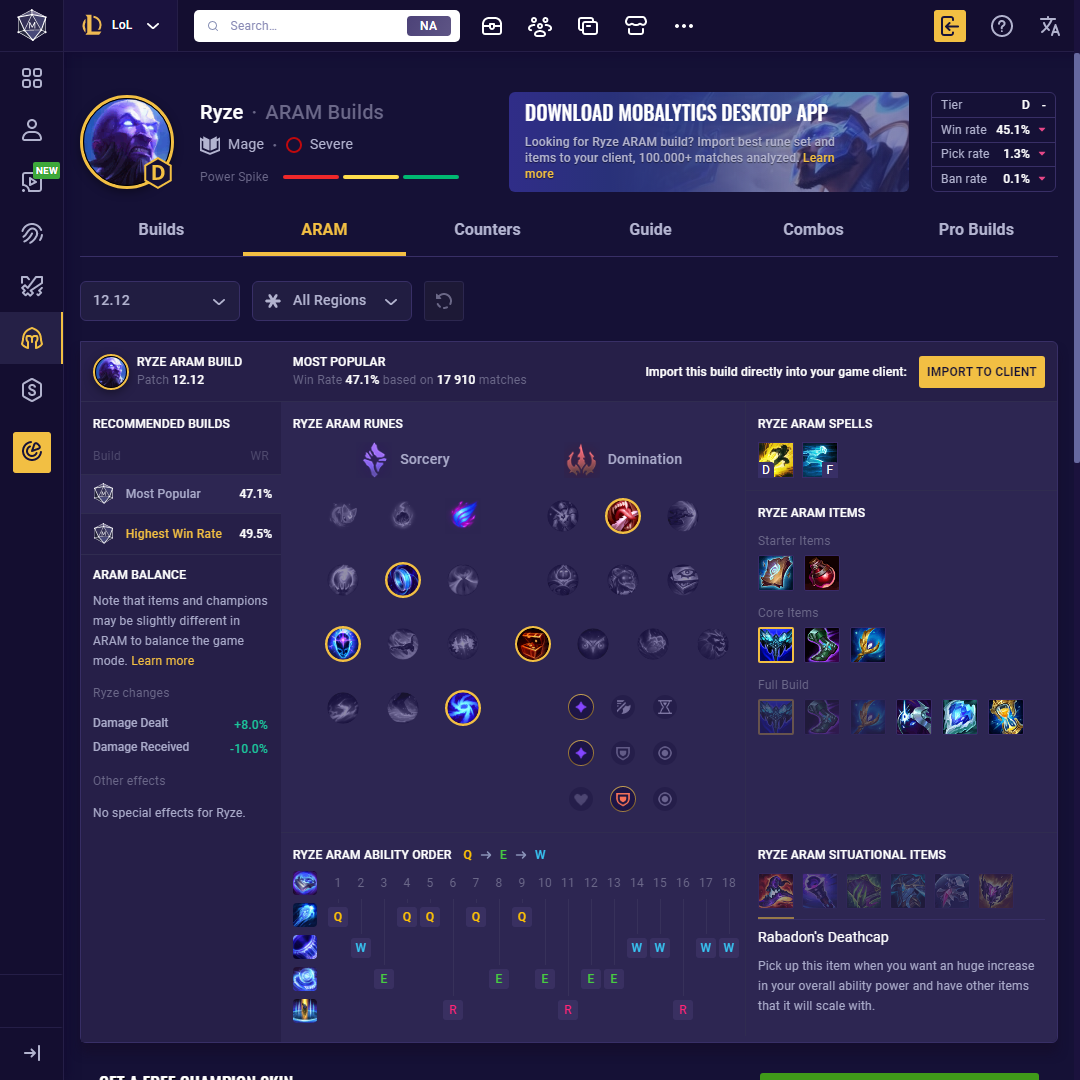 LoL
Search...
NA
NEW
Ryze · ARAM Builds
Mage · Severe
Power Spike
D
DOWNLOAD MOBALYTICS DESKTOP APP
Looking for Ryze ARAM build? Import best rune set and
items to your client, 100.000+ matches analyzed. Learn
more
Tier D -
Win rate 45.1%
Pick rate 1.3%
Ban rate 0.1%
Builds
ARAM
Counters
Guide
Combos
Pro Builds
12.12
All Regions
RYZE ARAM BUILD
Patch 12.12
MOST POPULAR
Win Rate 47.1% based on 17 910 matches
Import this build directly into your game client:
IMPORT TO CLIENT
RECOMMENDED BUILDS
Build WR
Most Popular 47.1%
Highest Win Rate 49.5%
ARAM BALANCE
Note that items and champions
may be slightly different in
ARAM to balance the game
mode. Learn more
Ryze changes
Damage Dealt +8.0%
Damage Received -10.0%
Other effects
No special effects for Ryze.
RYZE ARAM RUNES
Sorcery
Domination
RYZE ARAM SPELLS
D F
RYZE ARAM ITEMS
Starter Items
Core Items
Full Build
RYZE ARAM ABILITY ORDER Q → E → W
1 2 3 4 5 6 7 8 9 10 11 12 13 14 15 16 17 18
Q Q Q Q Q
W W W W W
E E E E E
R R R
RYZE ARAM SITUATIONAL ITEMS
Rabadon's Deathcap
Pick up this item when you want an huge increase
in your overall ability power and have other items
that it will scale with.
GET A FREE CHAMPION SKIN